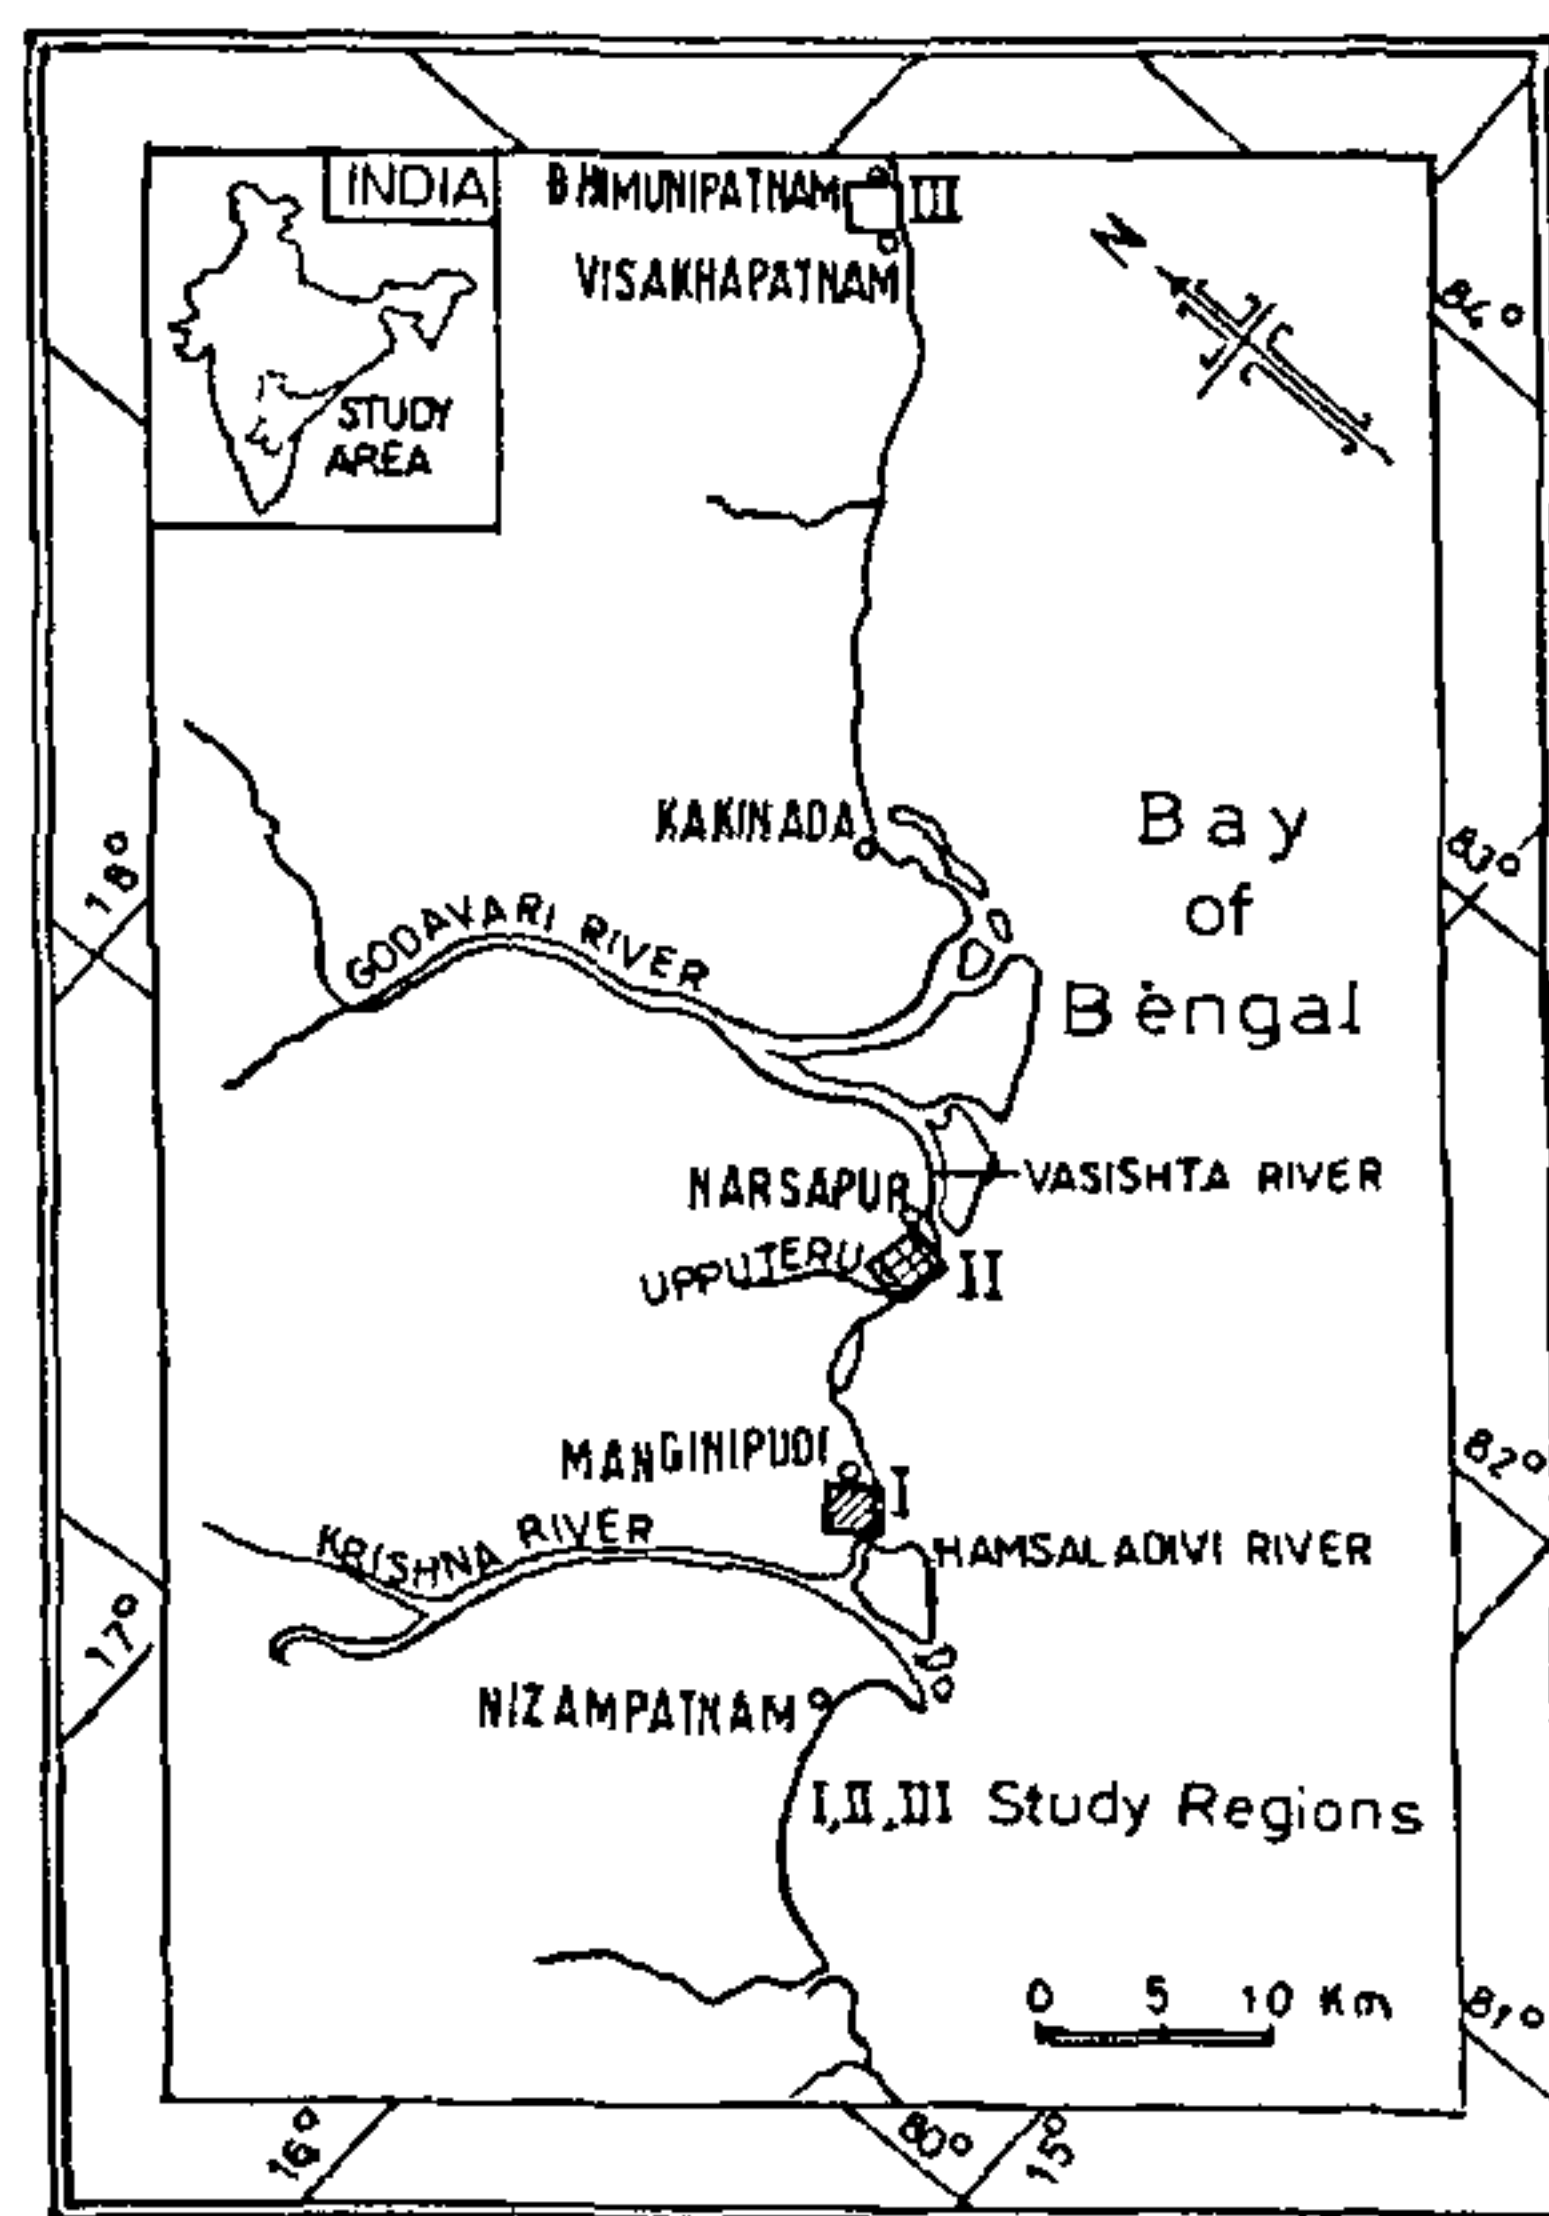 INDIA
STUDY
AREA
BHIMUNIPATNAM
III
VISAKHAPATNAM
N
84°
KAKINADA
Bay
of
Bengal
83°
18°
GODAVARI RIVER
NARSAPUR
VASISHTA RIVER
UPPUTERU
II
MANGINIPUDI
I
82°
KRISHNA RIVER
HAMSALADIVI RIVER
17°
NIZAMPATNAM
I,II,III Study Regions
0 5 10 Km
81°
16°
80°
15°